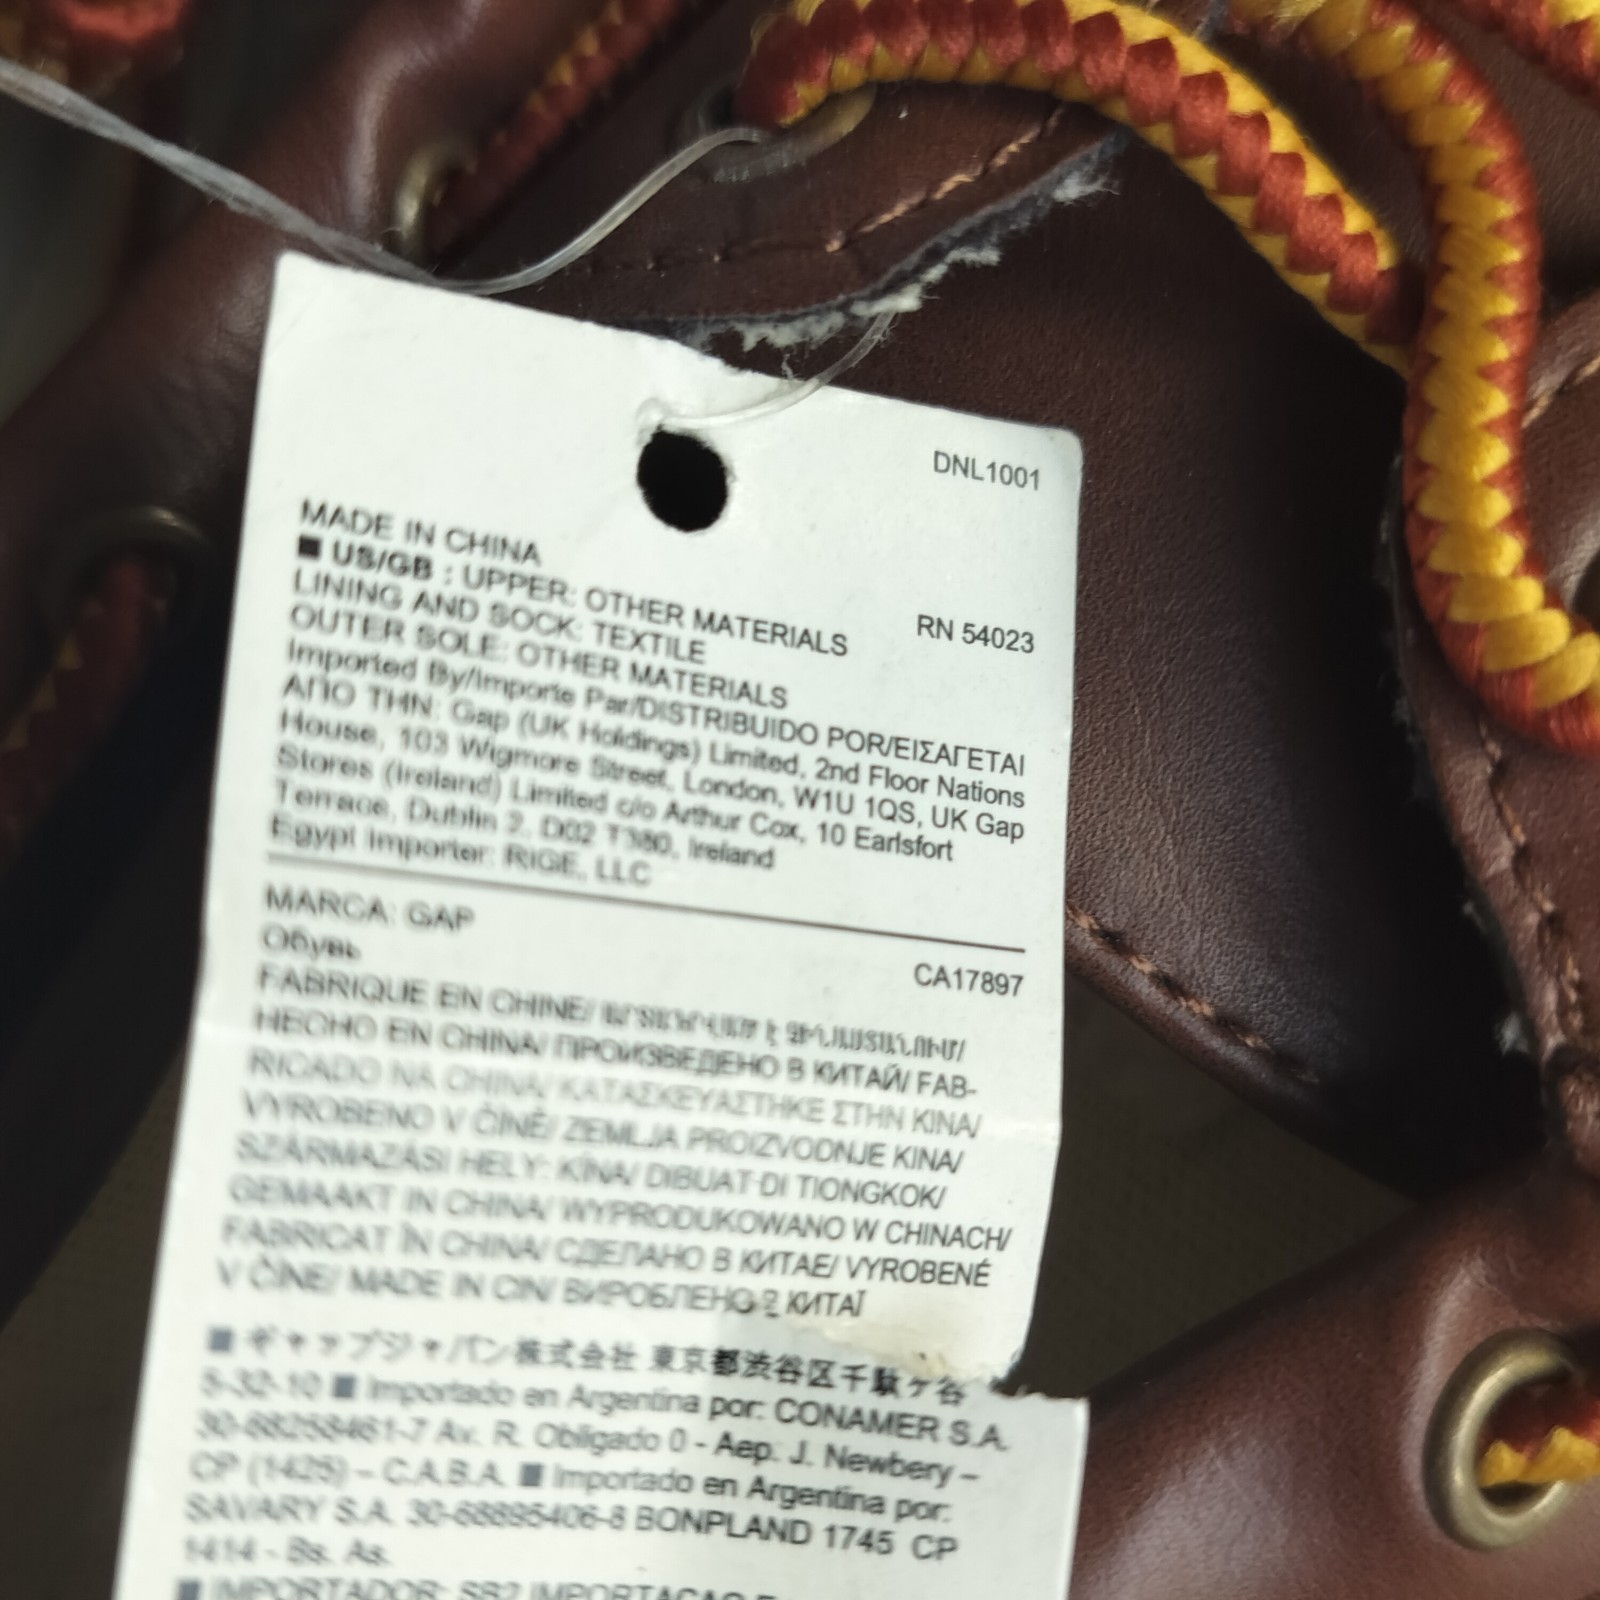 DNL1001
MADE IN CHINA
■ US/GB : UPPER: OTHER MATERIALS RN 54023
LINING AND SOCK: TEXTILE
OUTER SOLE: OTHER MATERIALS
Imported By/Importe Par/DISTRIBUIDO POR/ΕΙΣΑΓΕΤΑΙ
ΑΠΟ ΤΗΝ: Gap (UK Holdings) Limited, 2nd Floor Nations
House, 103 Wigmore Street, London, W1U 1QS, UK Gap
Stores (Ireland) Limited c/o Arthur Cox, 10 Earlsfort
Terrace, Dublin 2, D02 T380, Ireland
Egypt Importer: RIGE, LLC
MARCA: GAP
Обувь CA17897
FABRIQUE EN CHINE/
HECHO EN CHINA/ ПРОИЗВЕДЕНО В КИТАЙ/ FAB-
RICADO NA CHINA/ ΚΑΤΑΣΚΕΥΑΣΤΗΚΕ ΣΤΗΝ ΚΙΝΑ/
VYROBENO V ČÍNĚ/ ZEMLJA PROIZVODNJE KINA/
SZÁRMAZÁSI HELY: KÍNA/ DIBUAT DI TIONGKOK/
GEMAAKT IN CHINA/ WYPRODUKOWANO W CHINACH/
FABRICAT ÎN CHINA/ СДЕЛАНО В КИТАЕ/ VYROBENÉ
V ČÍNE/ MADE IN CIN/ ВИРОБЛЕНО КИТАЇ
■ ギャップジャパン株式会社 東京都渋谷区千駄ケ谷
5-32-10 ■ Importado en Argentina por: CONAMER S.A.
30-68258461-7 Av. R. Obligado 0 - Aep. J. Newbery –
CP (1425) – C.A.B.A. ■ Importado en Argentina por:
SAVARY S.A. 30-68895406-8 BONPLAND 1745 CP
1414 - Bs. As.
■ IMPORTADOR: SB2